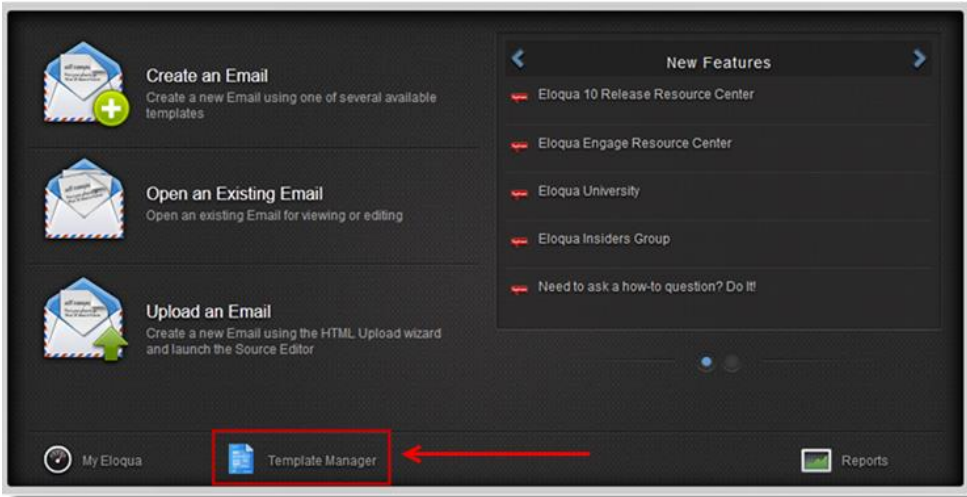 Create an Email
Create a new Email using one of several available
templates
Open an Existing Email
Open an existing Email for viewing or editing
Upload an Email
Create a new Email using the HTML Upload wizard
and launch the Source Editor
New Features
Eloqua 10 Release Resource Center
Eloqua Engage Resource Center
Eloqua University
Eloqua Insiders Group
Need to ask a how-to question? Do It!
My Eloqua
Template Manager
Reports